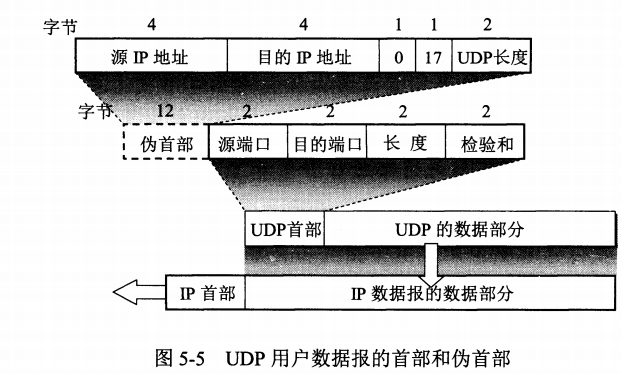 字节 4 4 1 1 2
源 IP 地址 目的 IP 地址 0 17 UDP长度
字节 12 2 2 2 2
伪首部 源端口 目的端口 长 度 检验和
UDP首部 UDP 的数据部分
IP 首部 IP 数据报的数据部分
图 5-5 UDP 用户数据报的首部和伪首部